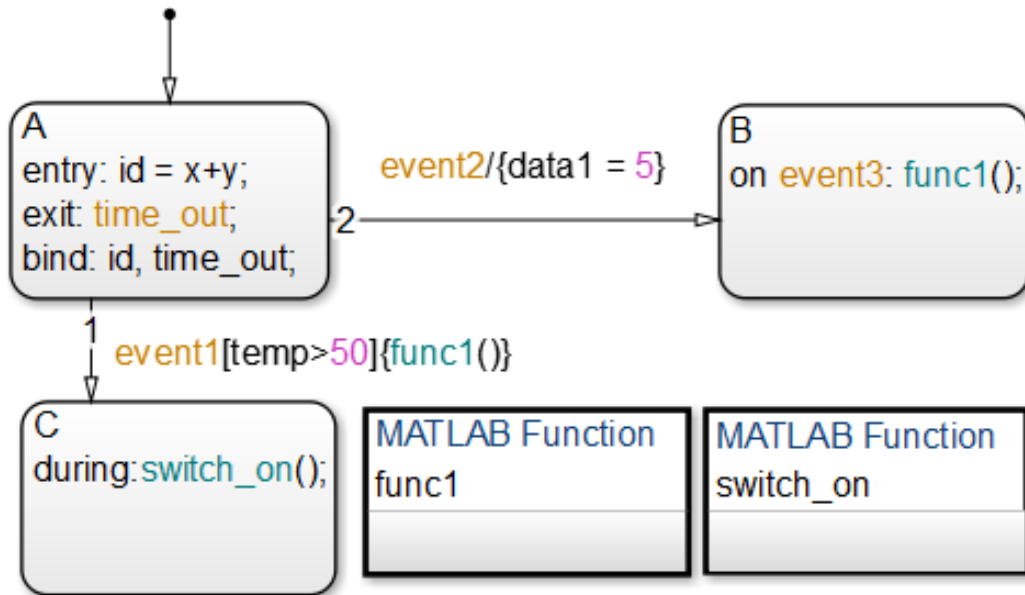 A
entry: id = x+y;
exit: time_out;
bind: id, time_out;
event2/{data1 = 5}
2
B
on event3: func1();
1
event1[temp>50]{func1()}
C
during:switch_on();
MATLAB Function
func1
MATLAB Function
switch_on